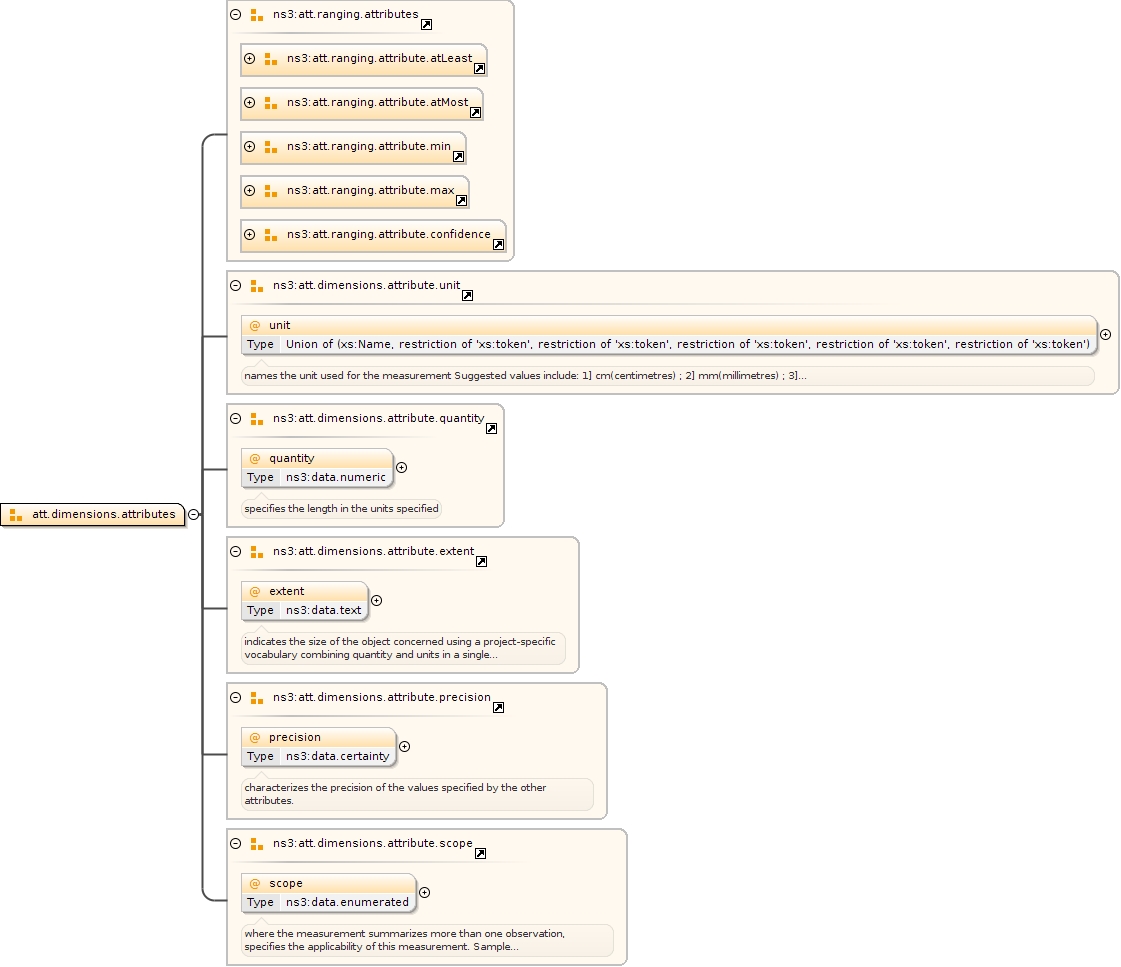 ns3:att.ranging.attributes
ns3:att.ranging.attribute.atLeast
ns3:att.ranging.attribute.atMost
ns3:att.ranging.attribute.min
ns3:att.ranging.attribute.max
ns3:att.ranging.attribute.confidence
ns3:att.dimensions.attribute.unit
@ unit
Type Union of (xs:Name, restriction of 'xs:token', restriction of 'xs:token', restriction of 'xs:token', restriction of 'xs:token', restriction of 'xs:token')
names the unit used for the measurement Suggested values include: 1] cm(centimetres) ; 2] mm(millimetres) ; 3]...
ns3:att.dimensions.attribute.quantity
@ quantity
Type ns3:data.numeric
specifies the length in the units specified
att.dimensions.attributes
ns3:att.dimensions.attribute.extent
@ extent
Type ns3:data.text
indicates the size of the object concerned using a project-specific
vocabulary combining quantity and units in a single...
ns3:att.dimensions.attribute.precision
@ precision
Type ns3:data.certainty
characterizes the precision of the values specified by the other
attributes.
ns3:att.dimensions.attribute.scope
@ scope
Type ns3:data.enumerated
where the measurement summarizes more than one observation,
specifies the applicability of this measurement. Sample...